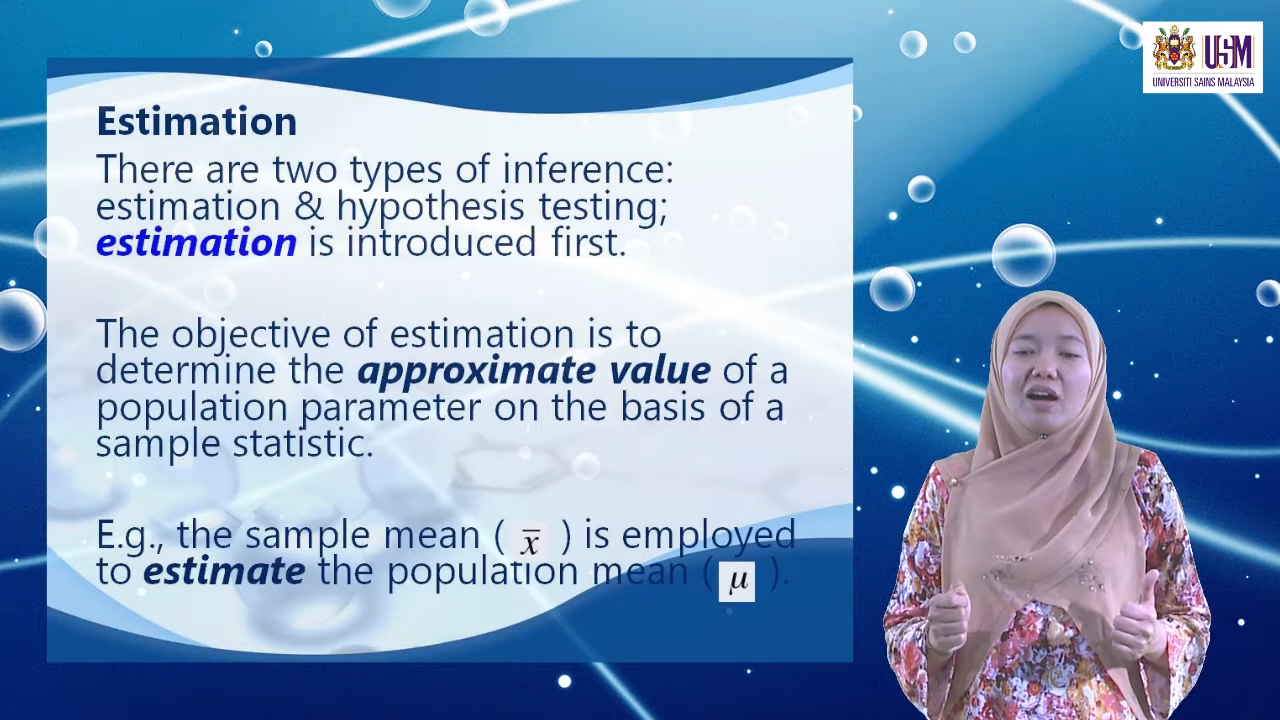 USM
UNIVERSITI SAINS MALAYSIA
Estimation
There are two types of inference:
estimation & hypothesis testing;
estimation is introduced first.
The objective of estimation is to
determine the approximate value of a
population parameter on the basis of a
sample statistic.
E.g., the sample mean ( x̅ ) is employed
to estimate the population mean ( μ ).